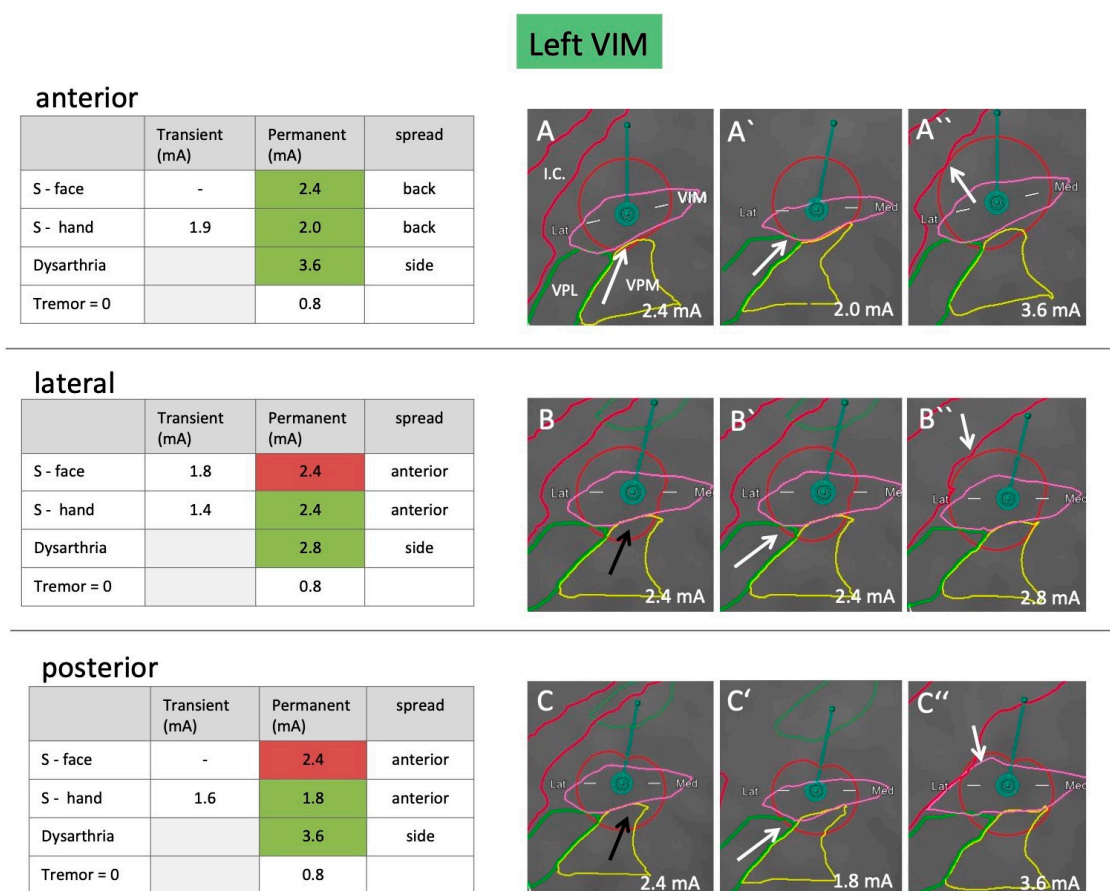 Left VIM
anterior
Transient (mA) Permanent (mA) spread
S - face - 2.4 back
S - hand 1.9 2.0 back
Dysarthria 3.6 side
Tremor = 0 0.8
A I.C. VIM Lat VPL VPM 2.4 mA
A` Lat Med 2.0 mA
A`` Lat Med 3.6 mA
lateral
Transient (mA) Permanent (mA) spread
S - face 1.8 2.4 anterior
S - hand 1.4 2.4 anterior
Dysarthria 2.8 side
Tremor = 0 0.8
B Lat Me 2.4 mA
B` Lat Me 2.4 mA
B`` Lat Med 2.8 mA
posterior
Transient (mA) Permanent (mA) spread
S - face - 2.4 anterior
S - hand 1.6 1.8 anterior
Dysarthria 3.6 side
Tremor = 0 0.8
C Lat Med 2.4 mA
C' Lat Med 1.8 mA
C'' Lat Med 3.6 mA